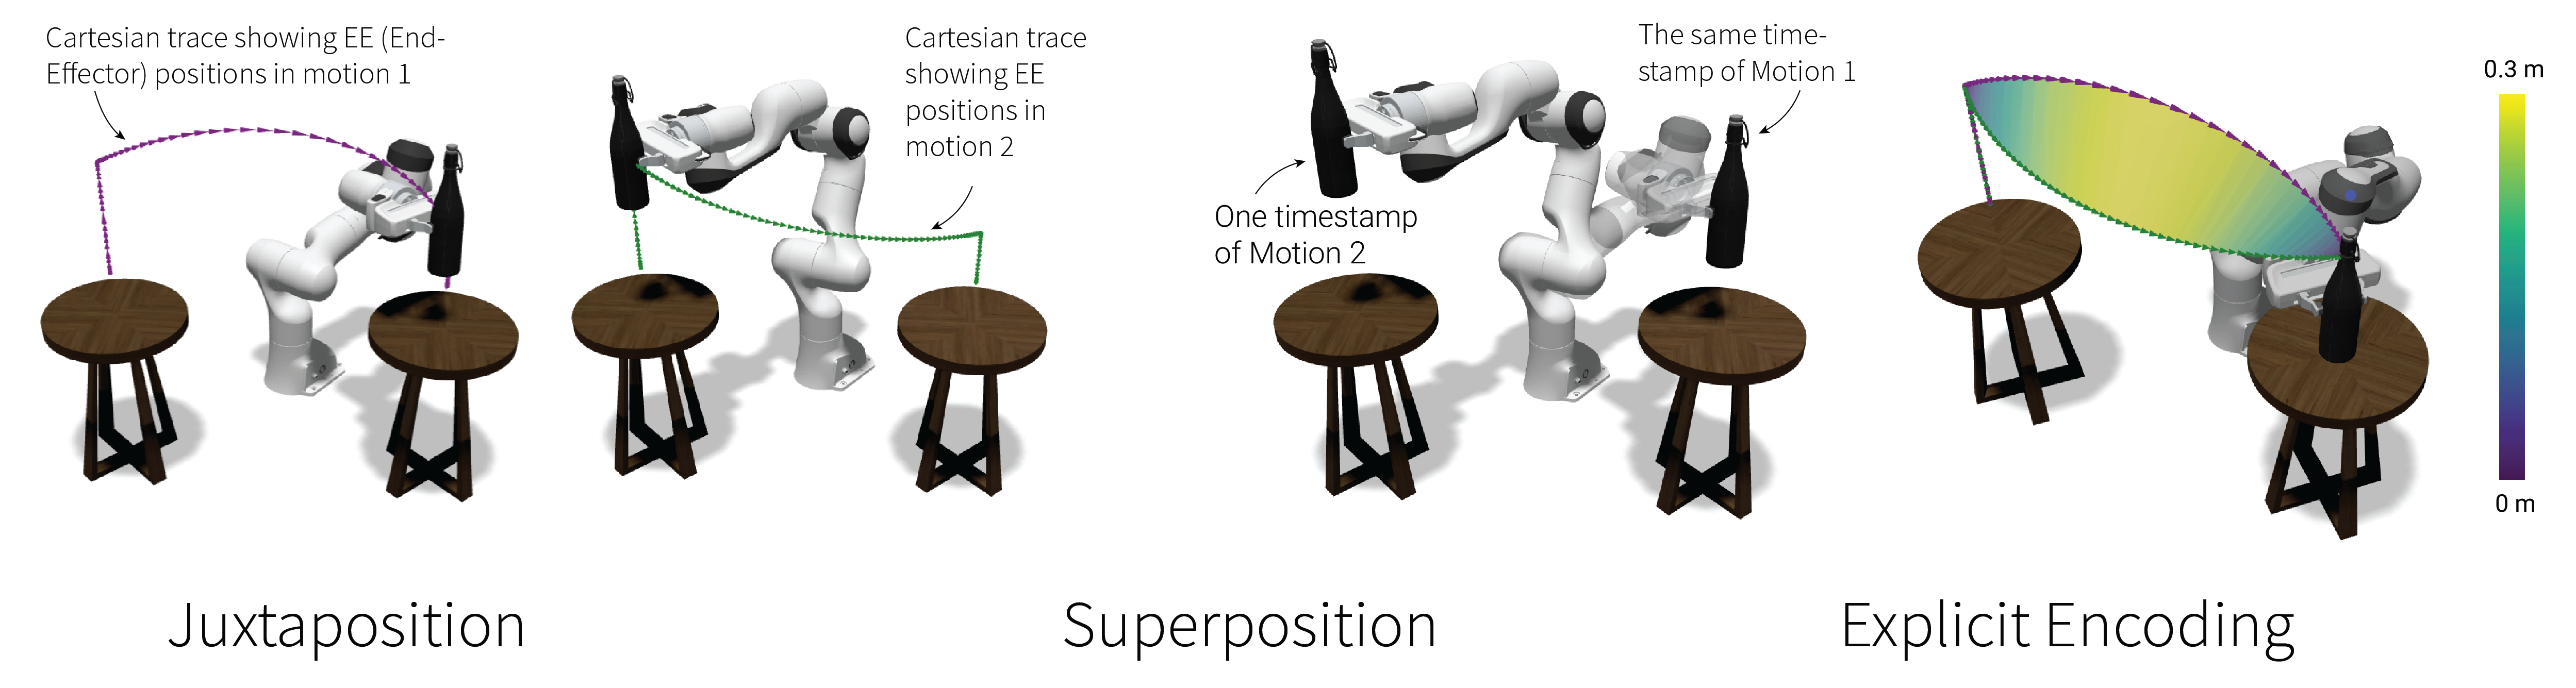 Cartesian trace showing EE (End-
Effector) positions in motion 1
Cartesian trace
showing EE
positions in
motion 2
One timestamp
of Motion 2
The same time-
stamp of Motion 1
0.3 m
0 m
Juxtaposition
Superposition
Explicit Encoding